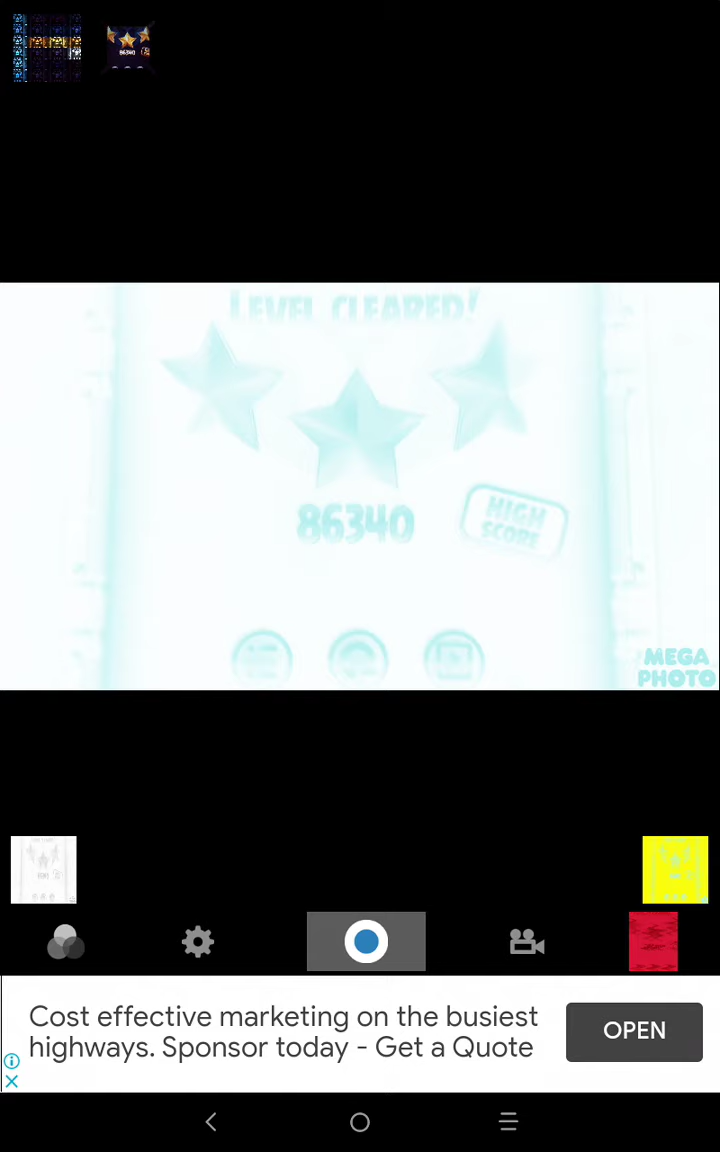 LEVEL CLEARED!
86340
HIGH
SCORE
MEGA
PHOTO
Cost effective marketing on the busiest
highways. Sponsor today - Get a Quote
OPEN